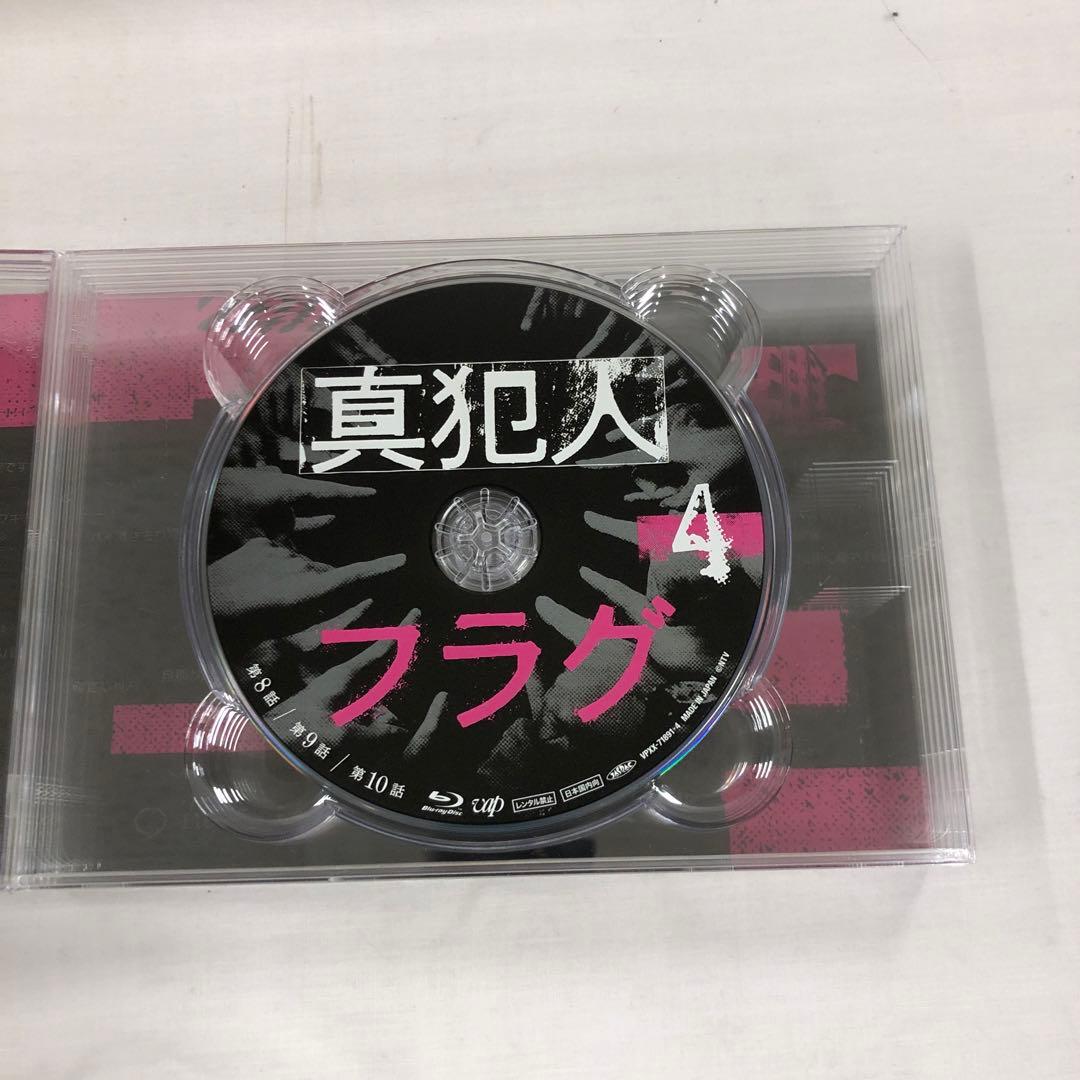 真犯人
4
フラグ
第8話/第9話/第10話
Blu-ray Disc
vap
レンタル禁止
日本国内向
JASRAC
VPXX-71891-4 MADE IN JAPAN ©NTV